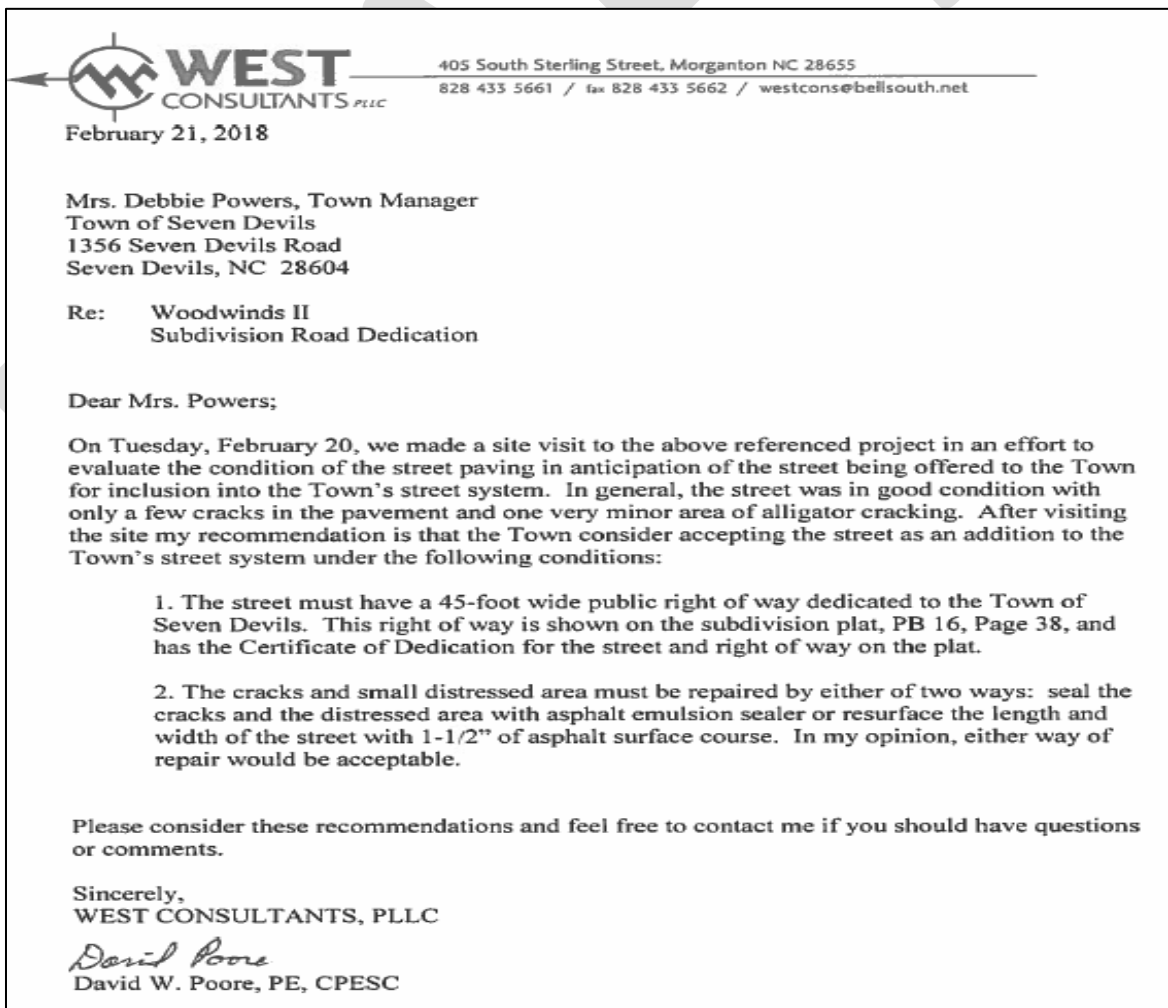 WEST
CONSULTANTS PLLC
405 South Sterling Street, Morganton NC 28655
828 433 5661 / fax 828 433 5662 / westcons@bellsouth.net
February 21, 2018
Mrs. Debbie Powers, Town Manager
Town of Seven Devils
1356 Seven Devils Road
Seven Devils, NC 28604
Re: Woodwinds II
Subdivision Road Dedication
Dear Mrs. Powers;
On Tuesday, February 20, we made a site visit to the above referenced project in an effort to
evaluate the condition of the street paving in anticipation of the street being offered to the Town
for inclusion into the Town's street system. In general, the street was in good condition with
only a few cracks in the pavement and one very minor area of alligator cracking. After visiting
the site my recommendation is that the Town consider accepting the street as an addition to the
Town's street system under the following conditions:
1. The street must have a 45-foot wide public right of way dedicated to the Town of
Seven Devils. This right of way is shown on the subdivision plat, PB 16, Page 38, and
has the Certificate of Dedication for the street and right of way on the plat.
2. The cracks and small distressed area must be repaired by either of two ways: seal the
cracks and the distressed area with asphalt emulsion sealer or resurface the length and
width of the street with 1-1/2" of asphalt surface course. In my opinion, either way of
repair would be acceptable.
Please consider these recommendations and feel free to contact me if you should have questions
or comments.
Sincerely,
WEST CONSULTANTS, PLLC
David Poore
David W. Poore, PE, CPESC